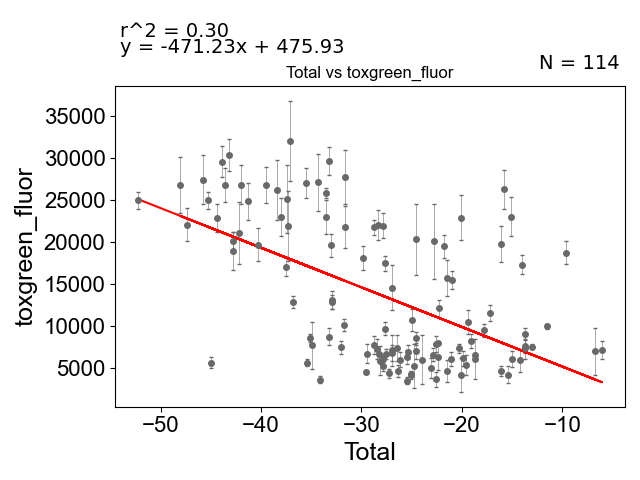 r^2 = 0.30
y = -471.23x + 475.93
N = 114
Total vs toxgreen_fluor
35000
30000
25000
20000
15000
10000
5000
toxgreen_fluor
−50
−40
−30
−20
−10
Total